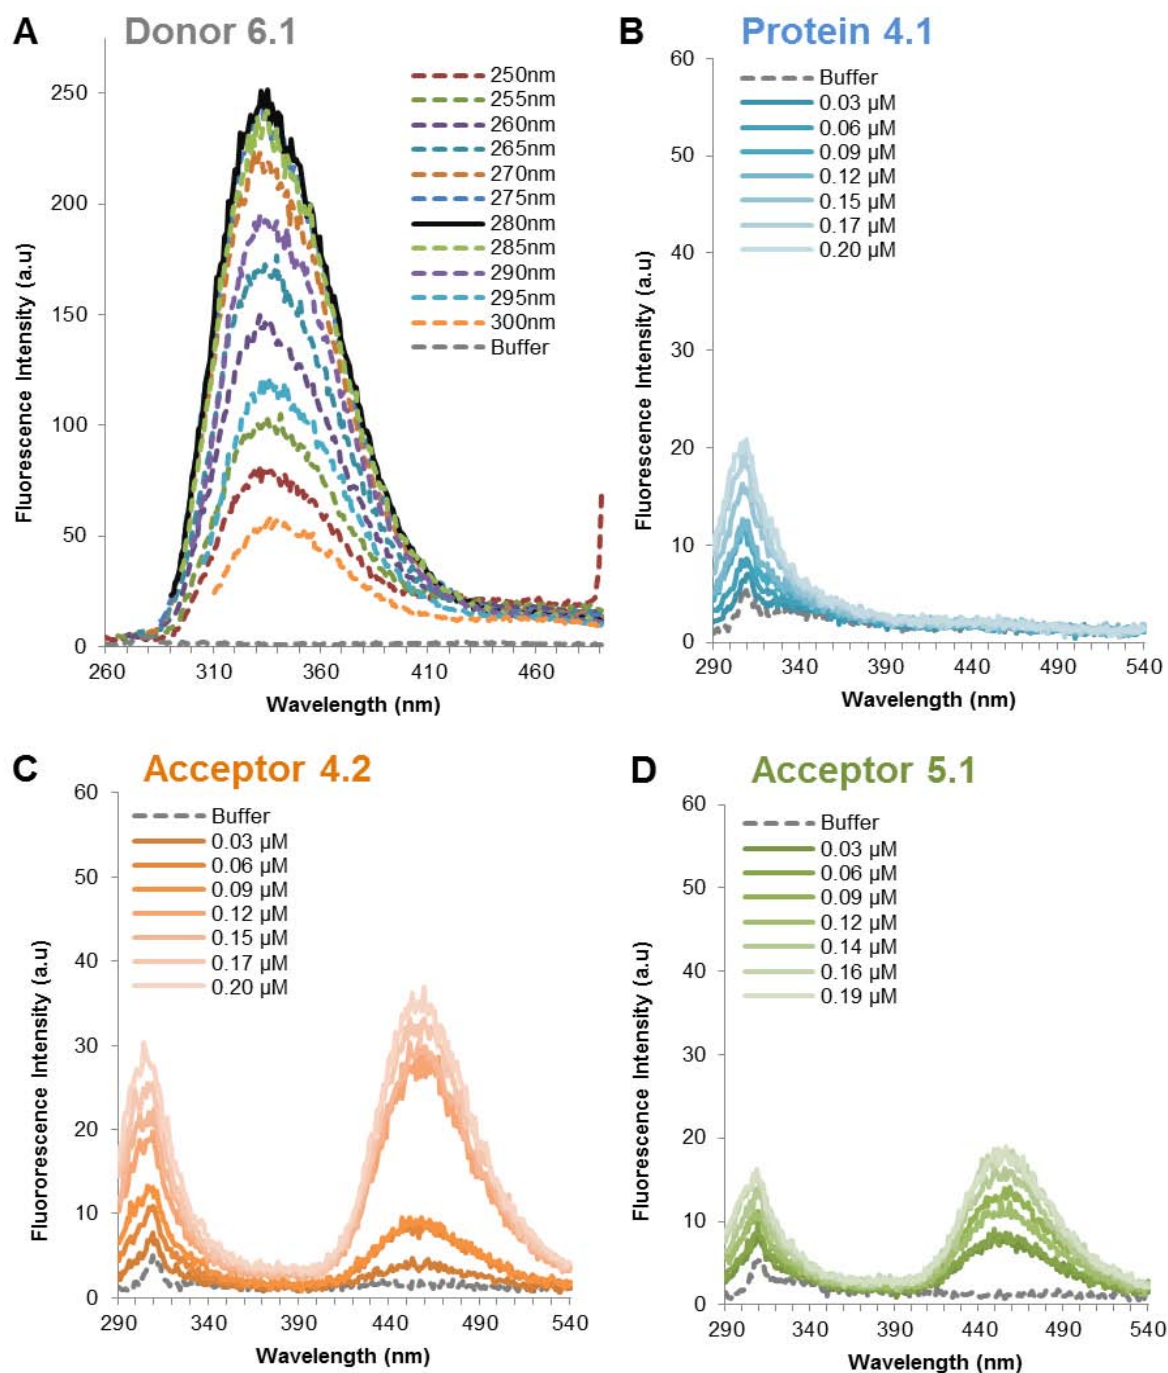 A Donor 6.1
250nm
255nm
260nm
265nm
270nm
275nm
280nm
285nm
290nm
295nm
300nm
Buffer
Fluorescence Intensity (a.u)
250
200
150
100
50
0
260 310 360 410 460
Wavelength (nm)
B Protein 4.1
Buffer
0.03 µM
0.06 µM
0.09 µM
0.12 µM
0.15 µM
0.17 µM
0.20 µM
Fluorescence Intensity (a.u)
60
50
40
30
20
10
0
290 340 390 440 490 540
Wavelength (nm)
C Acceptor 4.2
Buffer
0.03 µM
0.06 µM
0.09 µM
0.12 µM
0.15 µM
0.17 µM
0.20 µM
Fluororescence Intensity (a.u)
60
50
40
30
20
10
0
290 340 390 440 490 540
Wavelength (nm)
D Acceptor 5.1
Buffer
0.03 µM
0.06 µM
0.09 µM
0.12 µM
0.14 µM
0.16 µM
0.19 µM
Fluorescence Intensity (a.u)
60
50
40
30
20
10
0
290 340 390 440 490 540
Wavelength (nm)